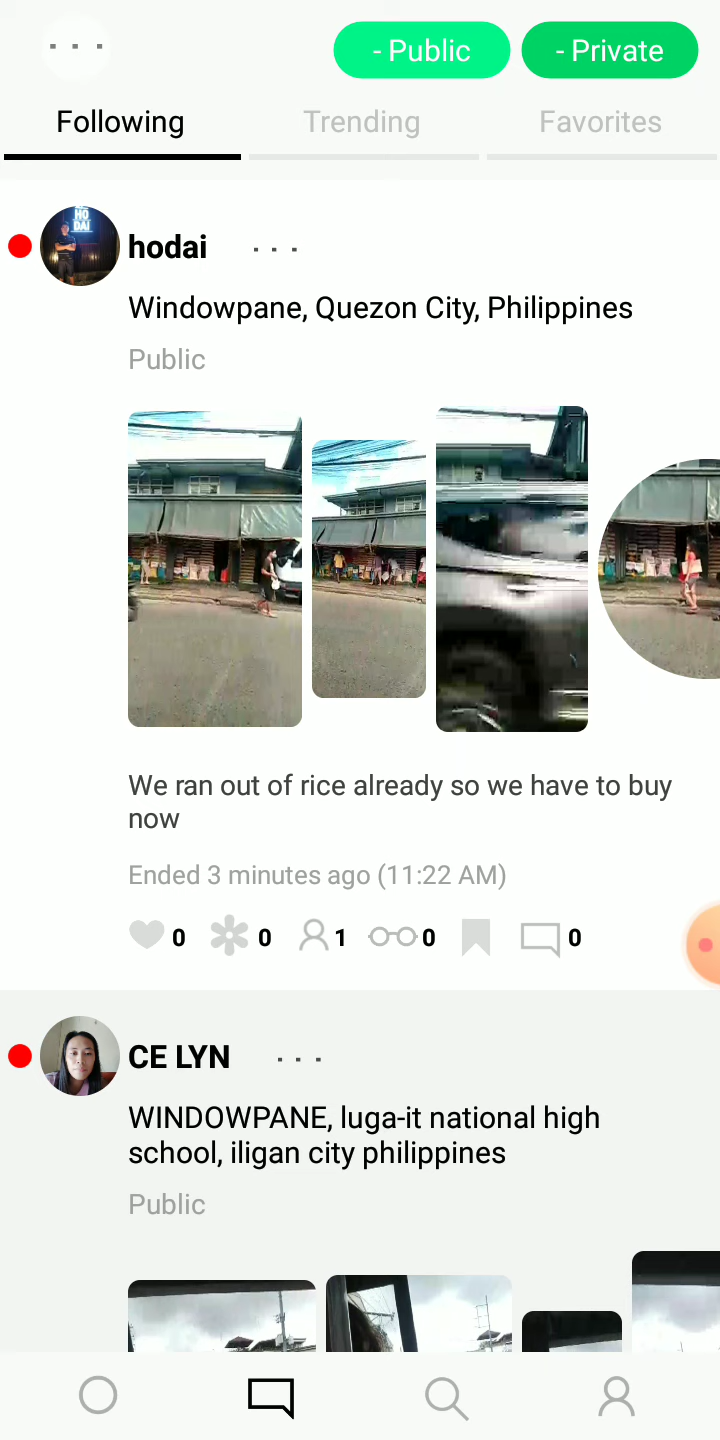 - Public
- Private
Following
Trending
Favorites
HO
DAI
hodai
Windowpane, Quezon City, Philippines
Public
We ran out of rice already so we have to buy
now
Ended 3 minutes ago (11:22 AM)
0
0
1
0
0
CE LYN
WINDOWPANE, luga-it national high
school, iligan city philippines
Public